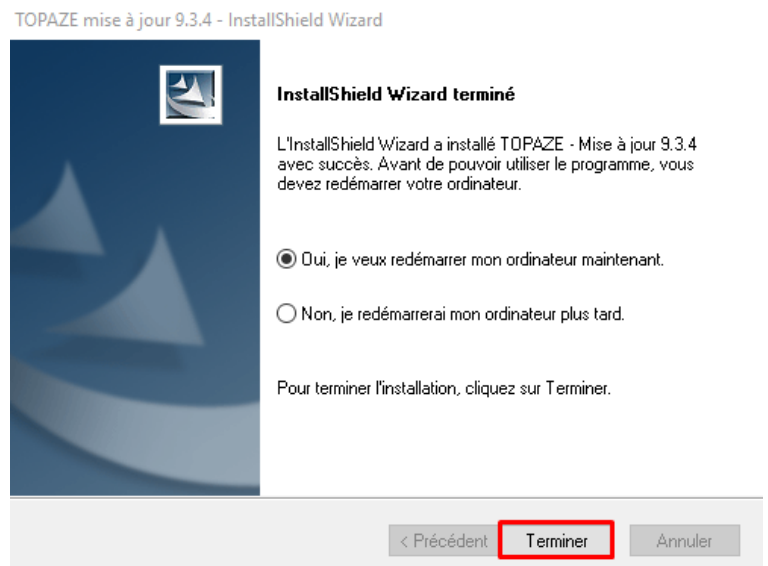 TOPAZE mise à jour 9.3.4 - InstallShield Wizard
InstallShield Wizard terminé
L'InstallShield Wizard a installé TOPAZE - Mise à jour 9.3.4
avec succès. Avant de pouvoir utiliser le programme, vous
devez redémarrer votre ordinateur.
Oui, je veux redémarrer mon ordinateur maintenant.
Non, je redémarrerai mon ordinateur plus tard.
Pour terminer l'installation, cliquez sur Terminer.
< Précédent Terminer Annuler